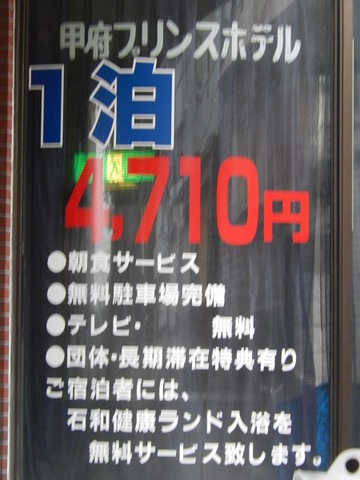 甲府プリンスホテル
1泊
4,710円
●朝食サービス
●無料駐車場完備
●テレビ・　　無料
●団体・長期滞在特典有り
ご宿泊者には、
石和健康ランド入浴を
無料サービス致します。